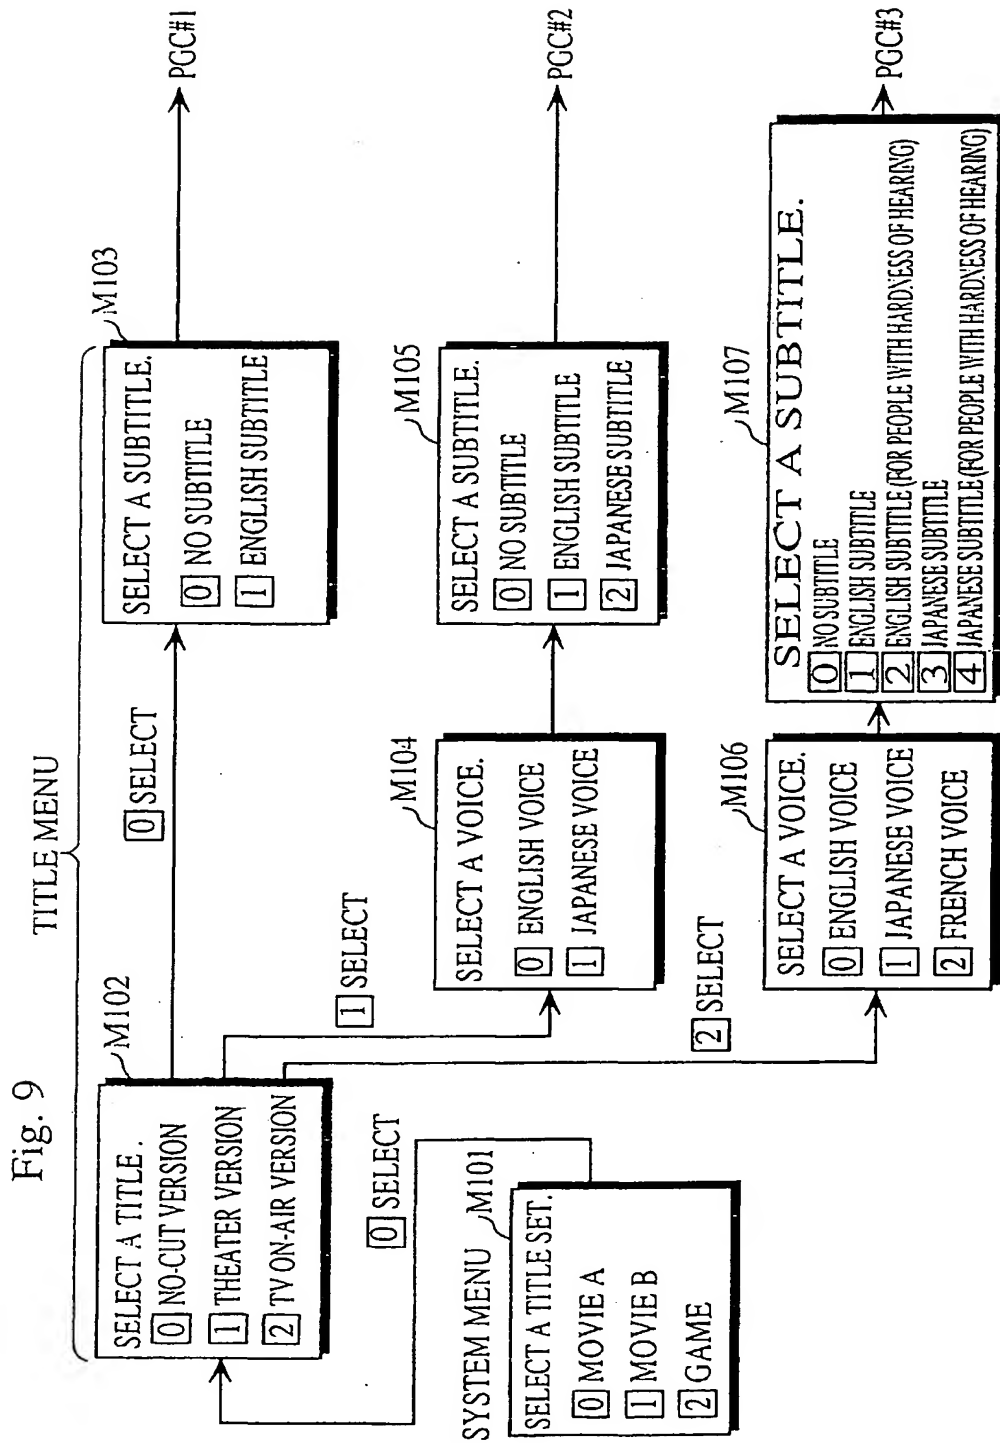 Fig. 9
TITLE MENU
M102
SELECT A TITLE.
0 NO-CUT VERSION
1 THEATER VERSION
2 TV ON-AIR VERSION
0 SELECT
M103
SELECT A SUBTITLE.
0 NO SUBTITLE
1 ENGLISH SUBTITLE
PGC#1
1 SELECT
M104
SELECT A VOICE.
0 ENGLISH VOICE
1 JAPANESE VOICE
M105
SELECT A SUBTITLE.
0 NO SUBTITLE
1 ENGLISH SUBTITLE
2 JAPANESE SUBTITLE
PGC#2
2 SELECT
M106
SELECT A VOICE.
0 ENGLISH VOICE
1 JAPANESE VOICE
2 FRENCH VOICE
M107
SELECT A SUBTITLE.
0 NO SUBTITLE
1 ENGLISH SUBTITLE
2 ENGLISH SUBTITLE (FOR PEOPLE WITH HARDNESS OF HEARING)
3 JAPANESE SUBTITLE
4 JAPANESE SUBTITLE (FOR PEOPLE WITH HARDNESS OF HEARING)
PGC#3
0 SELECT
SYSTEM MENU M101
SELECT A TITLE SET.
0 MOVIE A
1 MOVIE B
2 GAME